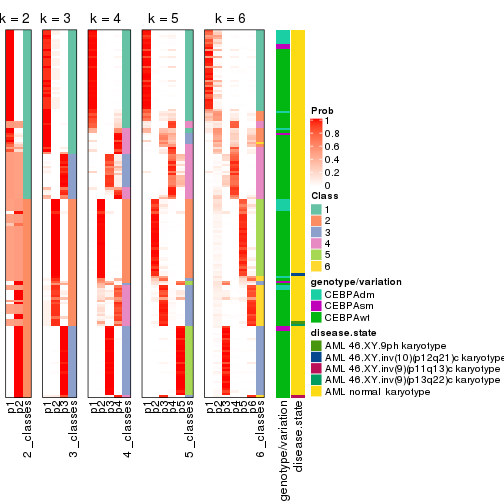 k = 2 k = 3 k = 4 k = 5 k = 6
Prob
1
0.8
0.6
0.4
0.2
0
Class
1
2
3
4
5
6
genotype/variation
CEBPAdm
CEBPAsm
CEBPAwt
disease.state
AML 46.XY.9ph karyotype
AML 46.XY.inv(10)(p12q21)c karyotype
AML 46.XY.inv(9)(p11q13)c karyotype
AML 46.XY.inv(9)(p13q22)c karyotype
AML normal karyotype
p1 p2 2_classes p1 p2 p3 3_classes p1 p2 p3 p4 4_classes p1 p2 p3 p4 p5 5_classes p1 p2 p3 p4 p5 p6 6_classes genotype/variation disease.state